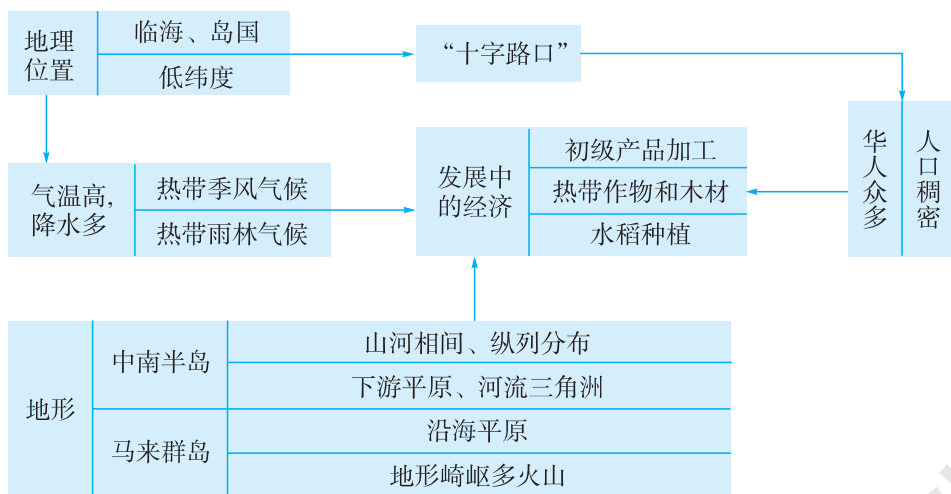 地理
位置
临海、岛国
低纬度
“十字路口”
气温高,
降水多
热带季风气候
热带雨林气候
发展中
的经济
初级产品加工
热带作物和木材
水稻种植
华人众多
人口稠密
地形
中南半岛
山河相间、纵列分布
下游平原、河流三角洲
马来群岛
沿海平原
地形崎岖多火山